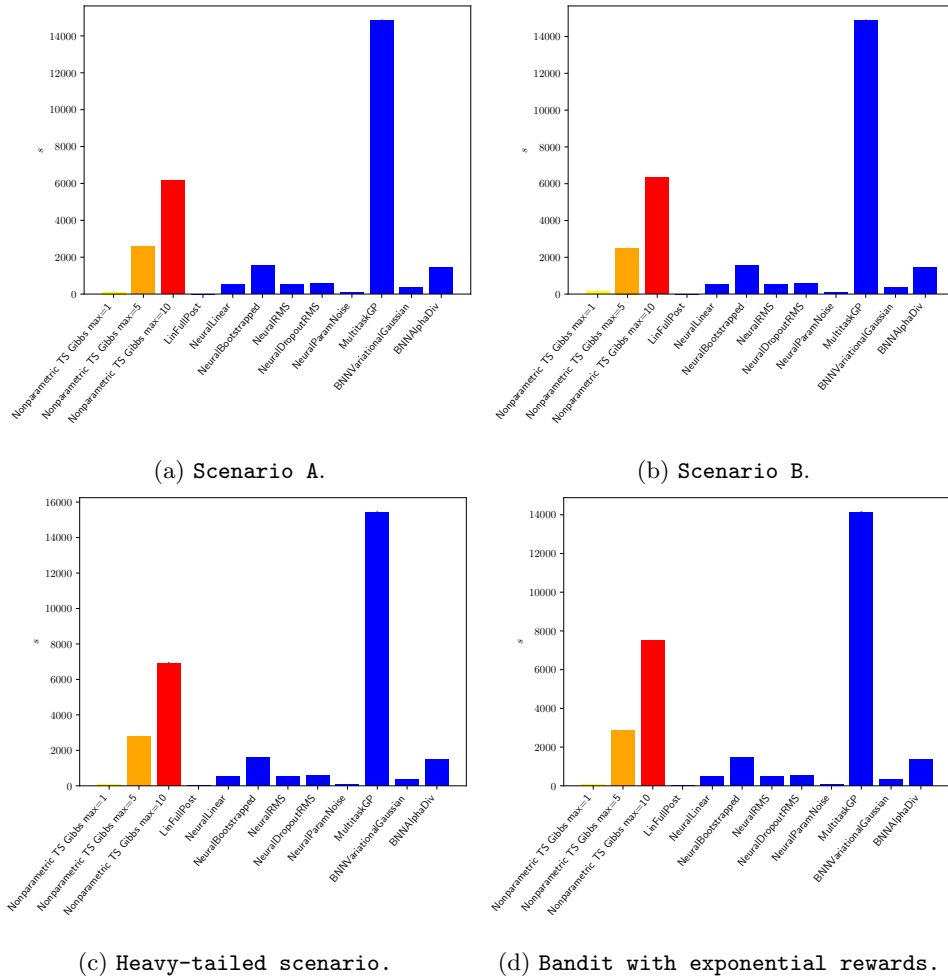 14000
12000
10000
8000
6000
4000
2000
0
s
Nonparametric TS Gibbs max=1
Nonparametric TS Gibbs max=5
Nonparametric TS Gibbs max=10
LinFullPost
NeuralLinear
NeuralBootstrapped
NeuralRMS
NeuralDropoutRMS
NeuralParamNoise
MultitaskGP
BNNVariationalGaussian
BNNAlphaDiv
(a) Scenario A.
14000
12000
10000
8000
6000
4000
2000
0
s
Nonparametric TS Gibbs max=1
Nonparametric TS Gibbs max=5
Nonparametric TS Gibbs max=10
LinFullPost
NeuralLinear
NeuralBootstrapped
NeuralRMS
NeuralDropoutRMS
NeuralParamNoise
MultitaskGP
BNNVariationalGaussian
BNNAlphaDiv
(b) Scenario B.
16000
14000
12000
10000
8000
6000
4000
2000
0
s
Nonparametric TS Gibbs max=1
Nonparametric TS Gibbs max=5
Nonparametric TS Gibbs max=10
LinFullPost
NeuralLinear
NeuralBootstrapped
NeuralRMS
NeuralDropoutRMS
NeuralParamNoise
MultitaskGP
BNNVariationalGaussian
BNNAlphaDiv
(c) Heavy-tailed scenario.
14000
12000
10000
8000
6000
4000
2000
0
s
Nonparametric TS Gibbs max=1
Nonparametric TS Gibbs max=5
Nonparametric TS Gibbs max=10
LinFullPost
NeuralLinear
NeuralBootstrapped
NeuralRMS
NeuralDropoutRMS
NeuralParamNoise
MultitaskGP
BNNVariationalGaussian
BNNAlphaDiv
(d) Bandit with exponential rewards.